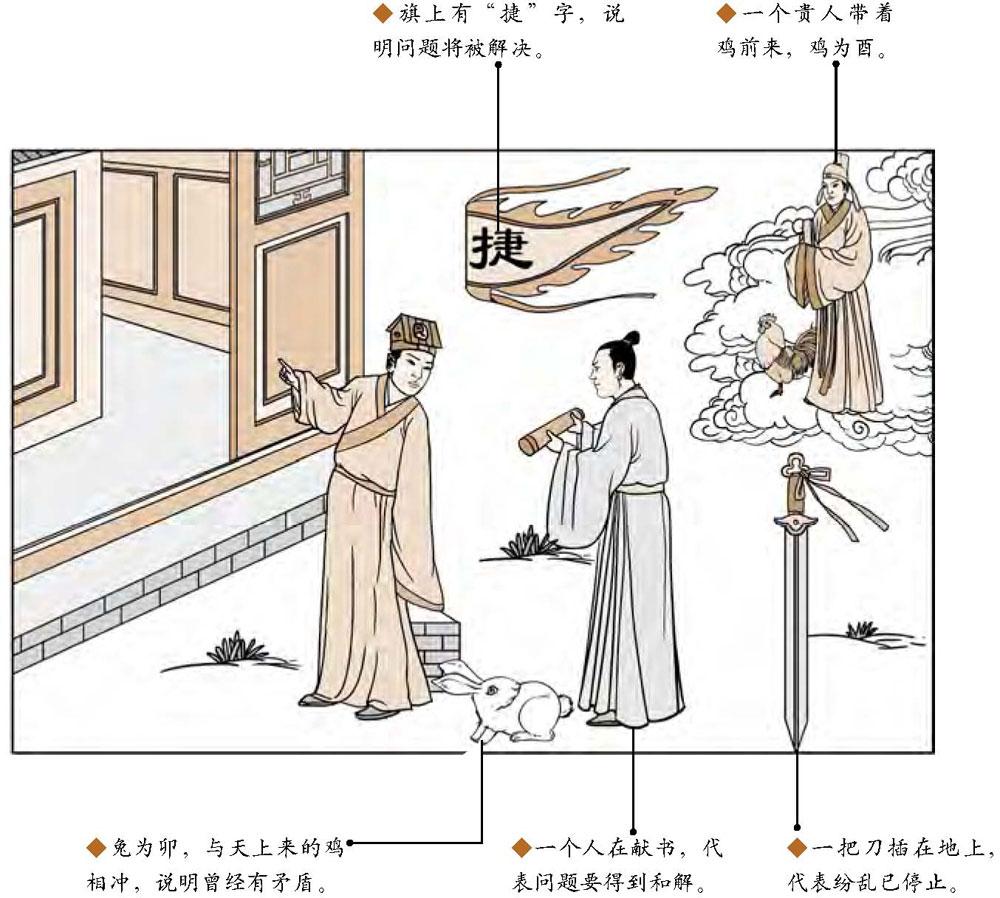 ◆旗上有“捷”字，说
明问题将被解决。
◆一个贵人带着
鸡前来，鸡为酉。
捷
◆兔为卯，与天上来的鸡
相冲，说明曾经有矛盾。
◆一个人在献书，代
表问题要得到和解。
◆一把刀插在地上，
代表纷乱已停止。